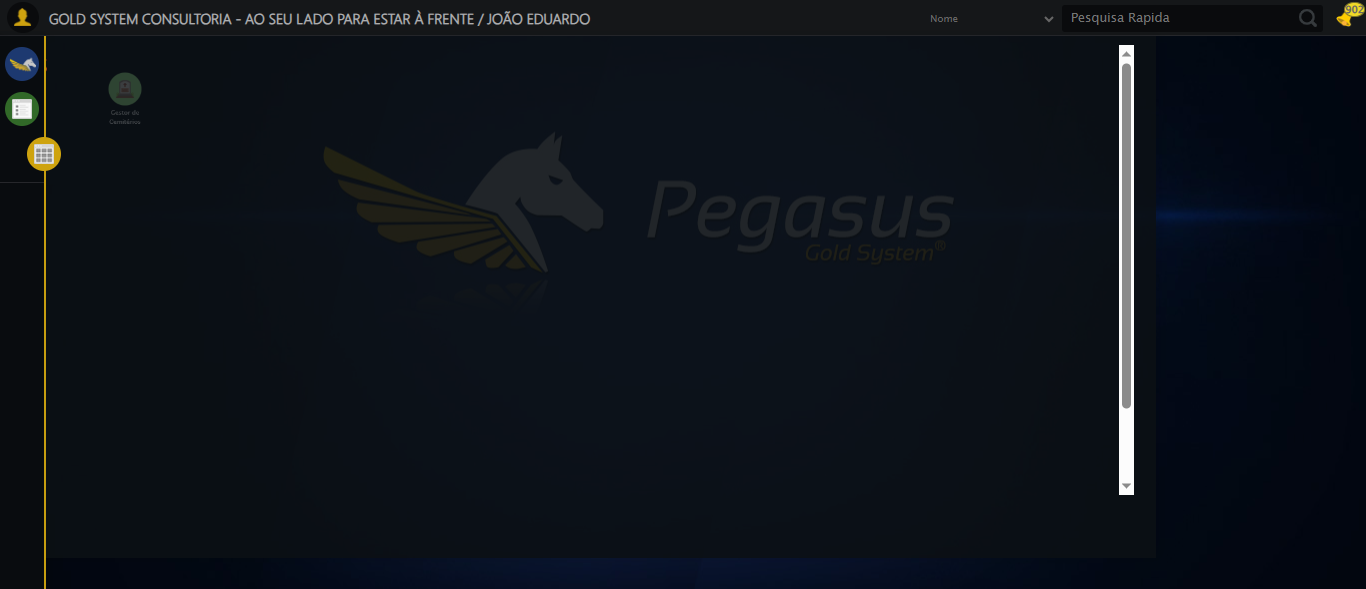 GOLD SYSTEM CONSULTORIA - AO SEU LADO PARA ESTAR À FRENTE / JOÃO EDUARDO
Nome
Pesquisa Rapida
902
Gestor de
Cemitérios
Pegasus
Gold System®